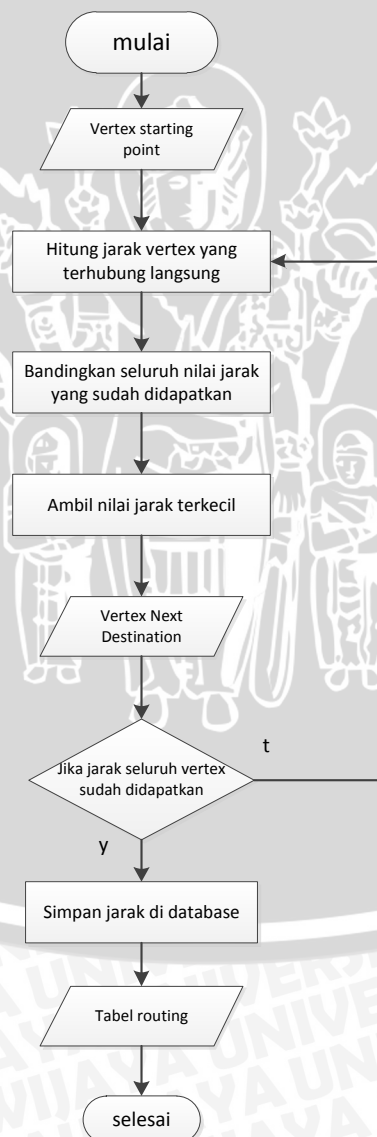 mulai
Vertex starting
point
Hitung jarak vertex yang
terhubung langsung
Bandingkan seluruh nilai jarak
yang sudah didapatkan
Ambil nilai jarak terkecil
Vertex Next
Destination
Jika jarak seluruh vertex
sudah didapatkan
t
y
Simpan jarak di database
Tabel routing
selesai